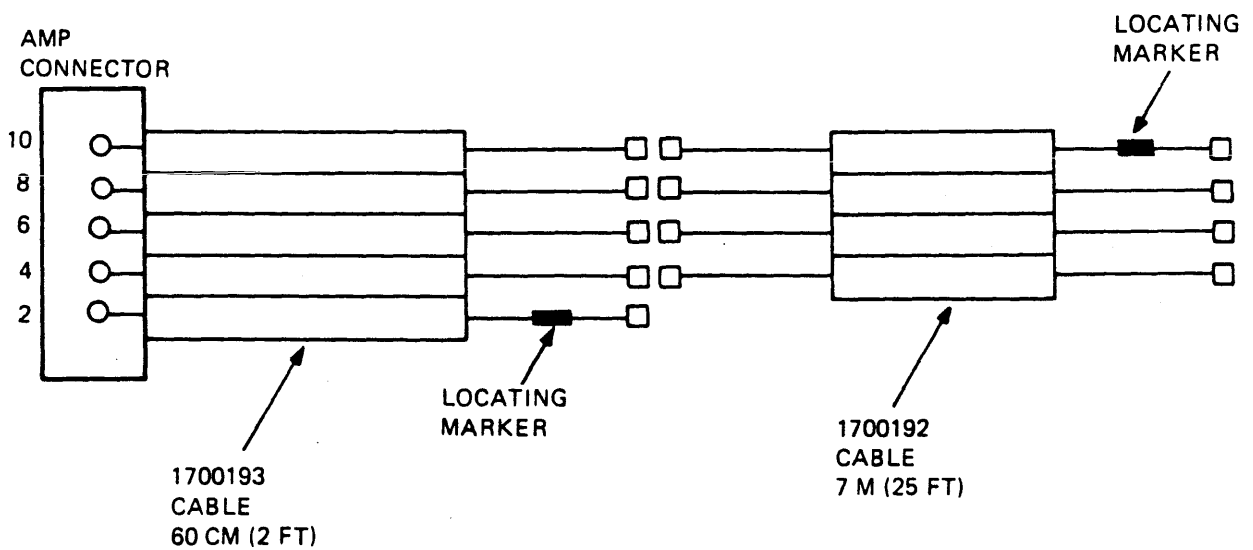 AMP
CONNECTOR
10
8
6
4
2
LOCATING
MARKER
1700193
CABLE
60 CM (2 FT)
LOCATING
MARKER
1700192
CABLE
7 M (25 FT)